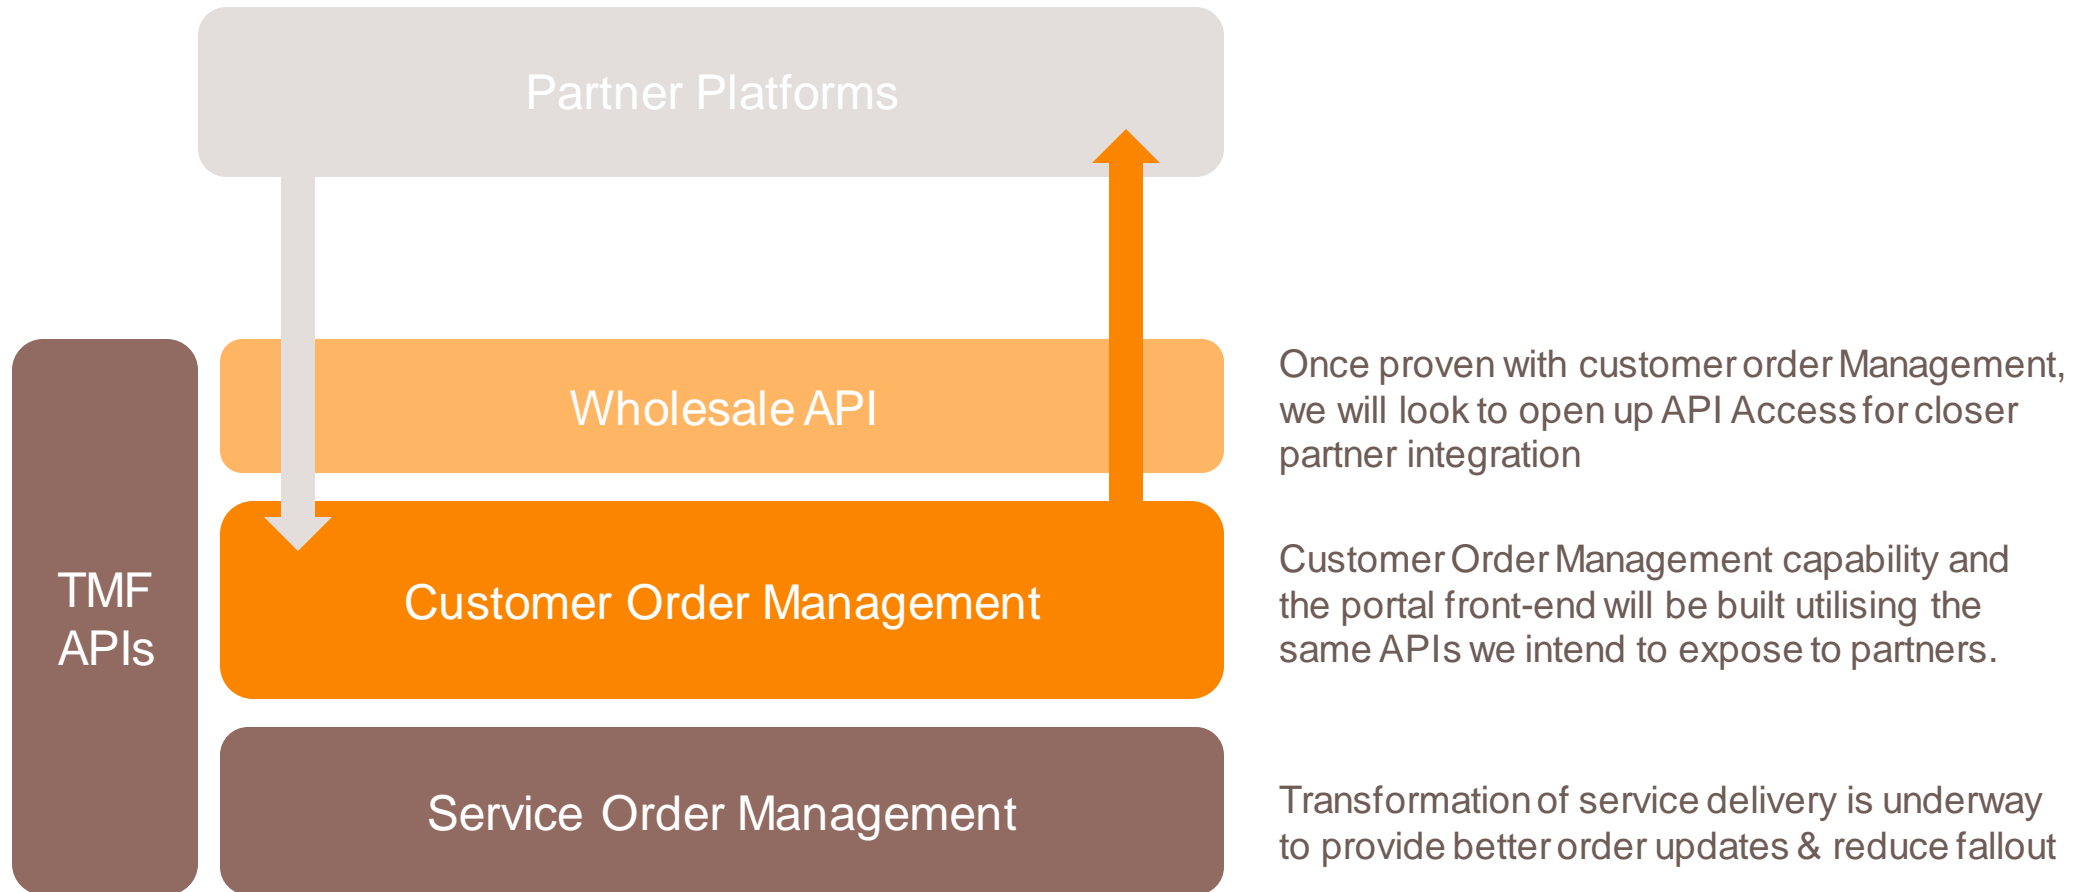 Partner Platforms
Wholesale API
Once proven with customer order Management,
we will look to open up API Access for closer
partner integration
TMF
APIs
Customer Order Management
Customer Order Management capability and
the portal front-end will be built utilising the
same APIs we intend to expose to partners.
Service Order Management
Transformation of service delivery is underway
to provide better order updates & reduce fallout